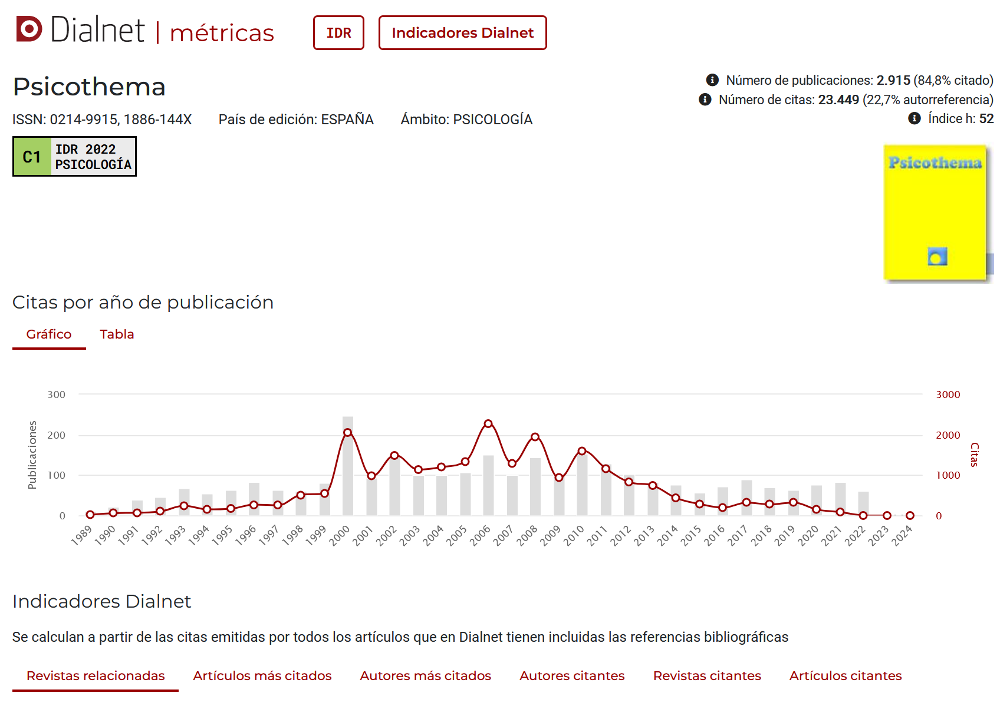 Dialnet | métricas
IDR
Indicadores Dialnet
Psicothema
Número de publicaciones: 2.915 (84,8% citado)
Número de citas: 23.449 (22,7% autorreferencia)
Índice h: 52
ISSN: 0214-9915, 1886-144X País de edición: ESPAÑA Ámbito: PSICOLOGÍA
C1
IDR 2022
PSICOLOGÍA
Psicothema
Citas por año de publicación
Gráfico Tabla
300
200
100
0
Publicaciones
3000
2000
1000
0
Citas
1989 1990 1991 1992 1993 1994 1995 1996 1997 1998 1999 2000 2001 2002 2003 2004 2005 2006 2007 2008 2009 2010 2011 2012 2013 2014 2015 2016 2017 2018 2019 2020 2021 2022 2023 2024
Indicadores Dialnet
Se calculan a partir de las citas emitidas por todos los artículos que en Dialnet tienen incluidas las referencias bibliográficas
Revistas relacionadas Artículos más citados Autores más citados Autores citantes Revistas citantes Artículos citantes